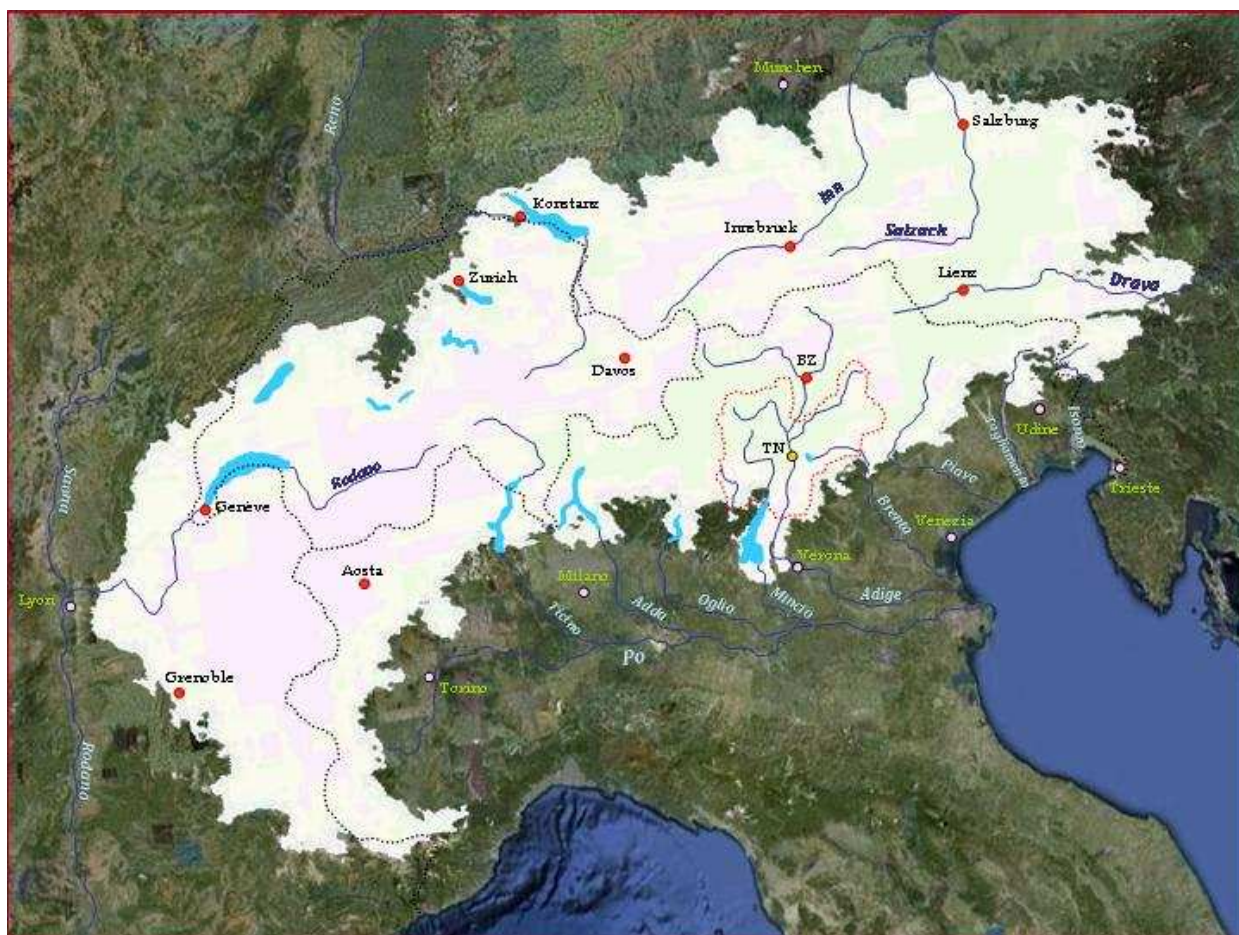 Munchen
Salzburg
Reno
Inn
Konstanz
Innsbruck
Salzach
Zurich
Lienz
Drava
Davos
BZ
Udine
Tagliamento
Isonzo
TN
Rodano
Piave
Trieste
Saona
Genève
Brenta
Venezia
Verona
Aosta
Milano
Lyon
Ticino
Adda
Oglio
Mincio
Adige
Po
Grenoble
Torino
Rodano